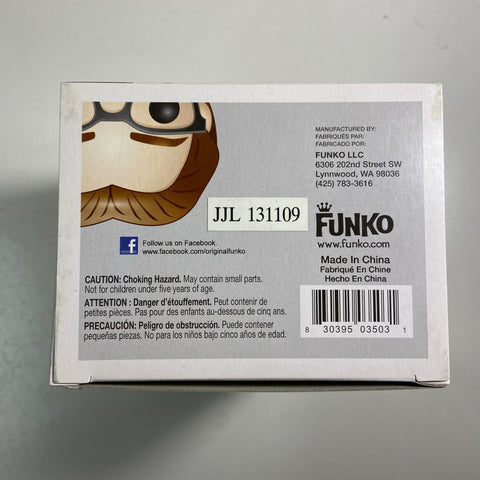 MANUFACTURED BY:
FABRIQUÉS PAR:
FABRICADO POR:
FUNKO LLC
6306 202nd Street SW
Lynnwood, WA 98036
(425) 783-3616
JJL 131109
FUNKO
www.funko.com
Follow us on Facebook.
www.facebook.com/originalfunko
Made In China
Fabriqué En Chine
Hecho En China
CAUTION: Choking Hazard. May contain small parts.
Not for children under five years of age.
ATTENTION : Danger d'étouffement. Peut contenir de
petites pièces. Pas pour des enfants au-dessous de cinq ans.
PRECAUCIÓN: Peligro de obstrucción. Puede contener
pequeñas piezas. No para los niños bajo cinco años de edad.
8 30395 03503 1